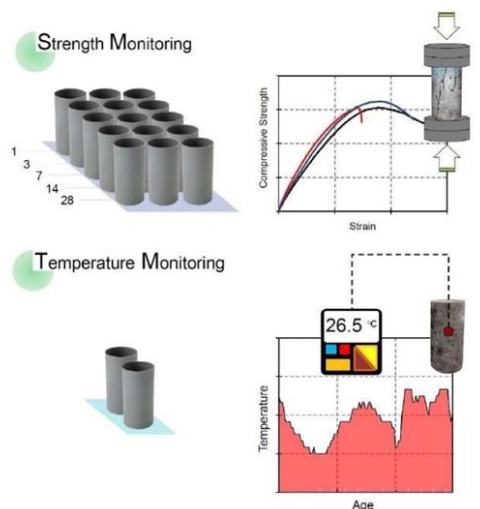 Strength Monitoring
1
3
7
14
28
Compressive Strength
Strain
Temperature Monitoring
26.5 °C
Temperature
Age